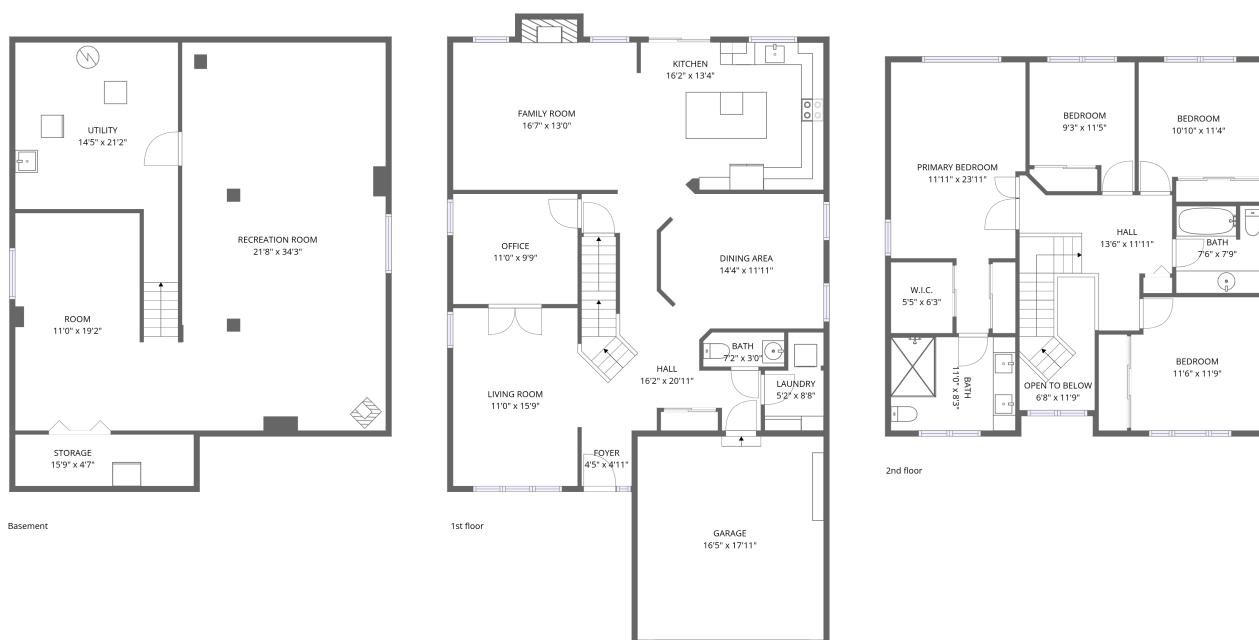 UTILITY
14'5" x 21'2"
RECREATION ROOM
21'8" x 34'3"
ROOM
11'0" x 19'2"
STORAGE
15'9" x 4'7"
Basement
KITCHEN
16'2" x 13'4"
FAMILY ROOM
16'7" x 13'0"
OFFICE
11'0" x 9'9"
DINING AREA
14'4" x 11'11"
BATH
7'2" x 3'0"
HALL
16'2" x 20'11"
LAUNDRY
5'2" x 8'8"
LIVING ROOM
11'0" x 15'9"
FOYER
4'5" x 4'11"
GARAGE
16'5" x 17'11"
1st floor
BEDROOM
9'3" x 11'5"
BEDROOM
10'10" x 11'4"
PRIMARY BEDROOM
11'11" x 23'11"
HALL
13'6" x 11'11"
BATH
7'6" x 7'9"
W.I.C.
5'5" x 6'3"
BATH
11'0" x 8'3"
OPEN TO BELOW
6'8" x 11'9"
BEDROOM
11'6" x 11'9"
2nd floor